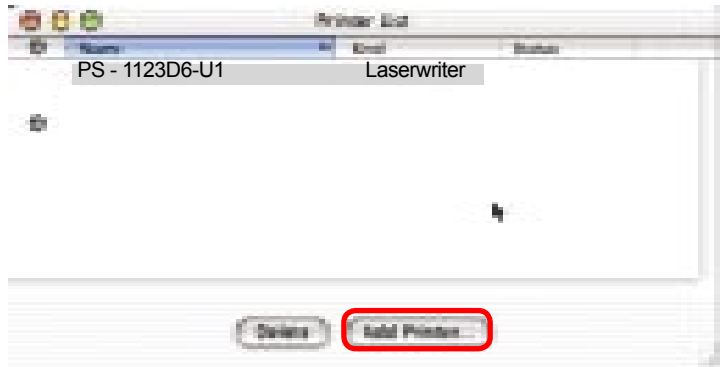 Printer List
Name Kind Status
PS - 1123D6-U1 Laserwriter
Delete Add Printer...